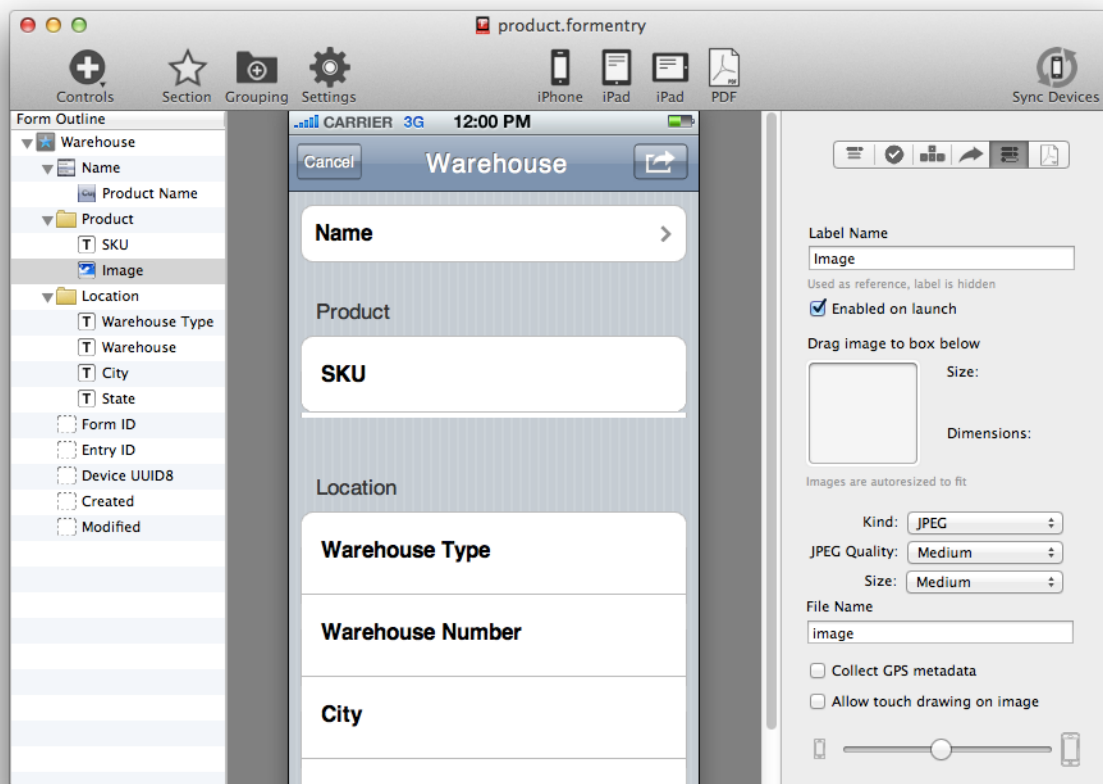 product.formentry
Controls
Section
Grouping
Settings
iPhone
iPad
iPad
PDF
Sync Devices
Form Outline
Warehouse
Name
Product Name
Product
T SKU
Image
Location
T Warehouse Type
T Warehouse
T City
T State
Form ID
Entry ID
Device UUID8
Created
Modified
CARRIER 3G 12:00 PM
Cancel
Warehouse
Name
Product
SKU
Location
Warehouse Type
Warehouse Number
City
Label Name
Image
Used as reference, label is hidden
Enabled on launch
Drag image to box below
Size:
Dimensions:
Images are autoresized to fit
Kind: JPEG
JPEG Quality: Medium
Size: Medium
File Name
image
Collect GPS metadata
Allow touch drawing on image